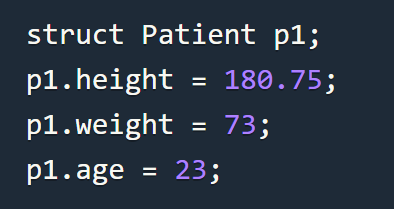 struct Patient p1;
p1.height = 180.75;
p1.weight = 73;
p1.age = 23;